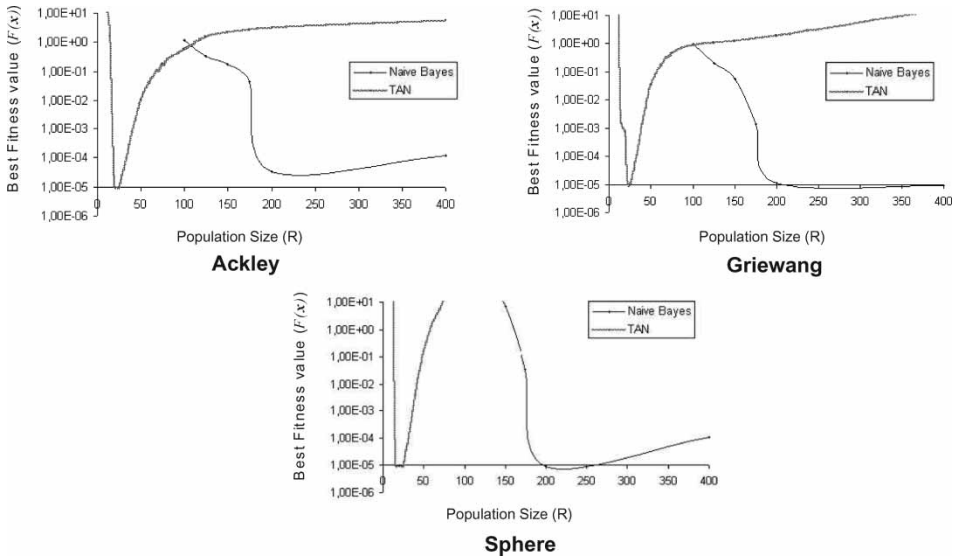 Best Fitness value (F(x))
1,00E+01
1,00E+00
1,00E-01
1,00E-02
1,00E-03
1,00E-04
1,00E-05
1,00E-06
0 50 100 150 200 250 300 350 400
Naive Bayes
TAN
Population Size (R)
Ackley
Best Fitness value (F(x))
1,00E+01
1,00E+00
1,00E-01
1,00E-02
1,00E-03
1,00E-04
1,00E-05
1,00E-06
0 50 100 150 200 250 300 350 400
Naive Bayes
TAN
Population Size (R)
Griewang
Best Fitness value (F(x))
1,00E+01
1,00E+00
1,00E-01
1,00E-02
1,00E-03
1,00E-04
1,00E-05
1,00E-06
0 50 100 150 200 250 300 350 400
Naive Bayes
TAN
Population Size (R)
Sphere